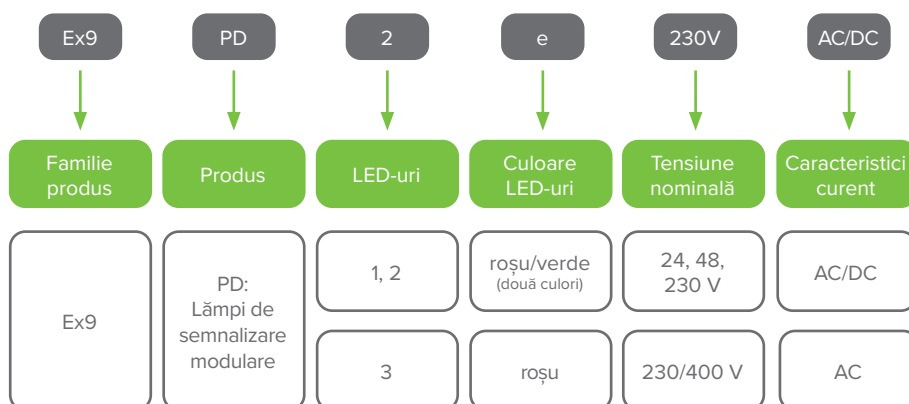 Ex9 PD 2 e 230V AC/DC
Familie
produs
Produs
LED-uri
Culoare
LED-uri
Tensiune
nominală
Caracteristici
curent
Ex9
PD:
Lămpi de
semnalizare
modulare
1, 2
roșu/verde
(două culori)
24, 48,
230 V
AC/DC
3
roșu
230/400 V
AC